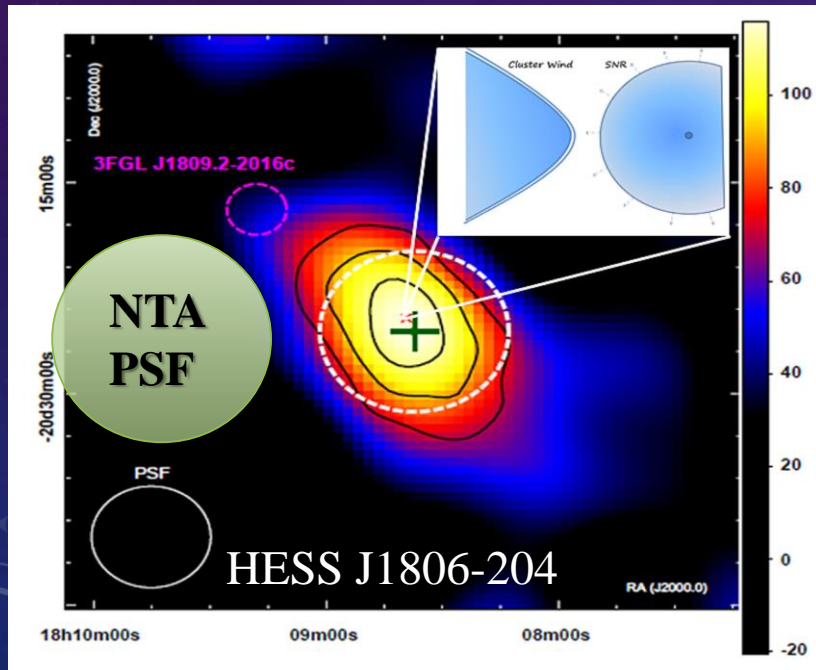 Cluster Wind
SNR
100
80
60
40
20
0
-20
Dec (J2000.0)
15m00s
-20d30m00s
3FGL J1809.2-2016c
NTA
PSF
PSF
HESS J1806-204
RA (J2000.0)
18h10m00s
09m00s
08m00s